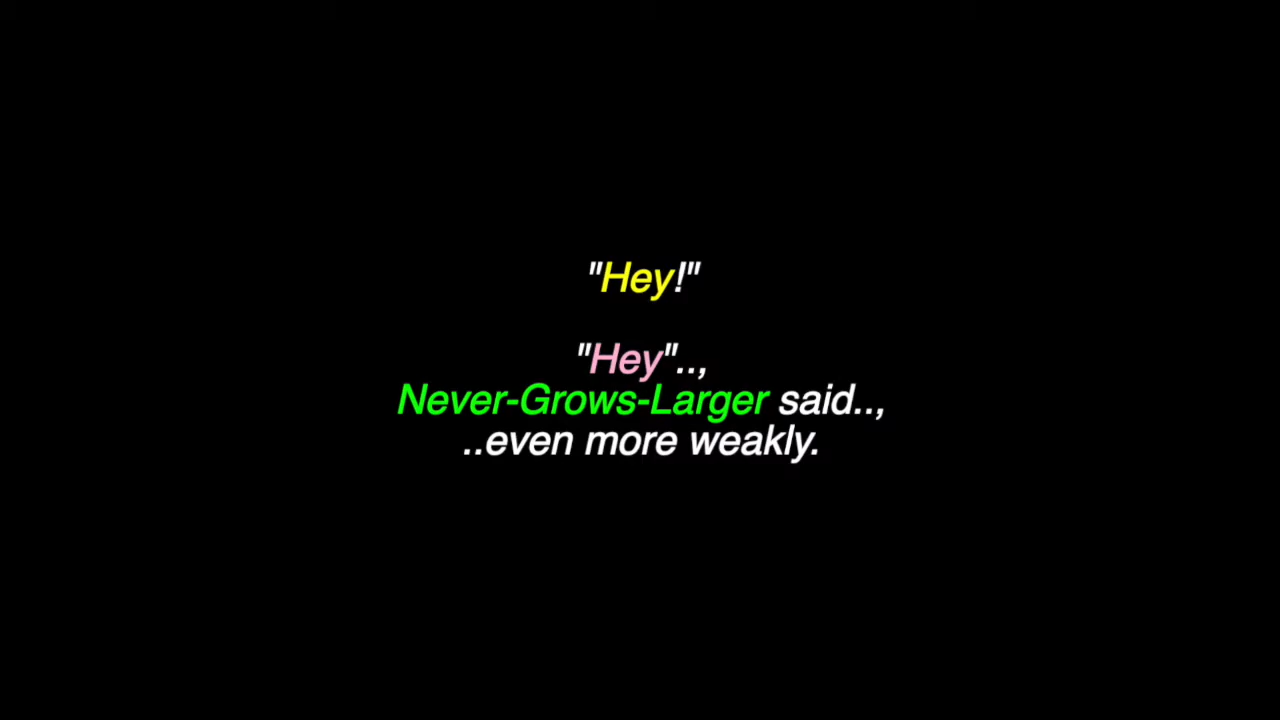 "Hey!"
"Hey"..,
Never-Grows-Larger said..,
..even more weakly.